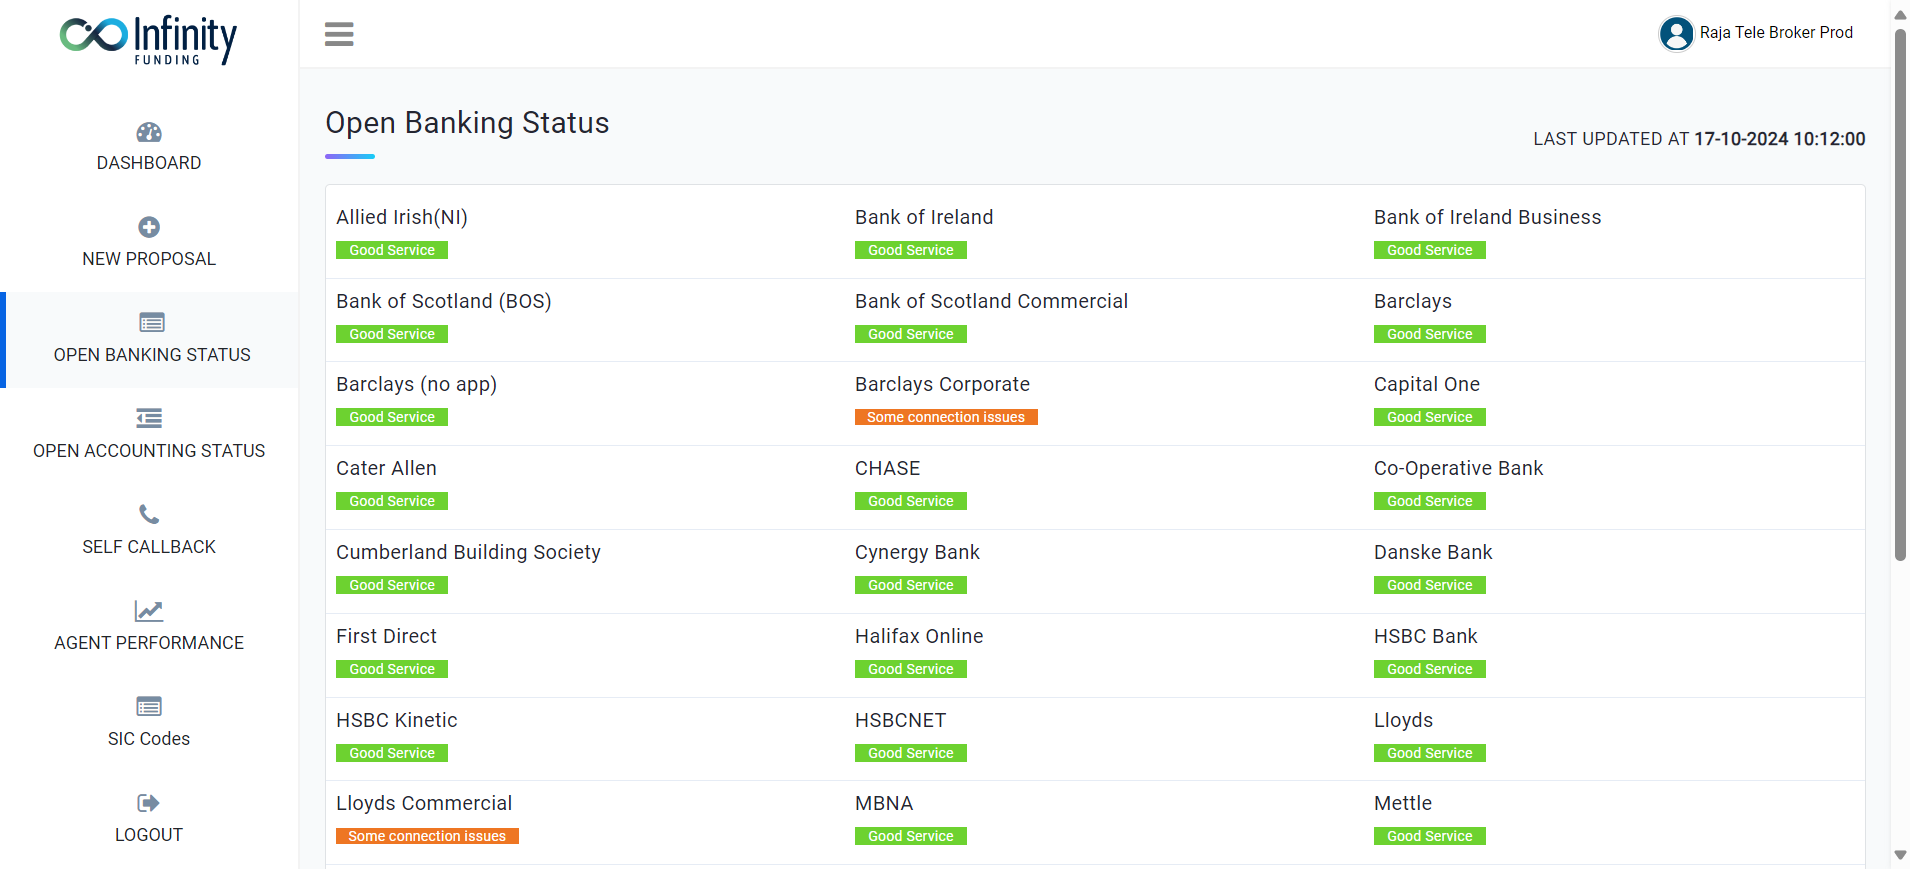 Infinity
FUNDING
Raja Tele Broker Prod
DASHBOARD
NEW PROPOSAL
OPEN BANKING STATUS
OPEN ACCOUNTING STATUS
SELF CALLBACK
AGENT PERFORMANCE
SIC Codes
LOGOUT
Open Banking Status
LAST UPDATED AT 17-10-2024 10:12:00
Allied Irish(NI) Bank of Ireland Bank of Ireland Business
Good Service Good Service Good Service
Bank of Scotland (BOS) Bank of Scotland Commercial Barclays
Good Service Good Service Good Service
Barclays (no app) Barclays Corporate Capital One
Good Service Some connection issues Good Service
Cater Allen CHASE Co-Operative Bank
Good Service Good Service Good Service
Cumberland Building Society Cynergy Bank Danske Bank
Good Service Good Service Good Service
First Direct Halifax Online HSBC Bank
Good Service Good Service Good Service
HSBC Kinetic HSBCNET Lloyds
Good Service Good Service Good Service
Lloyds Commercial MBNA Mettle
Some connection issues Good Service Good Service